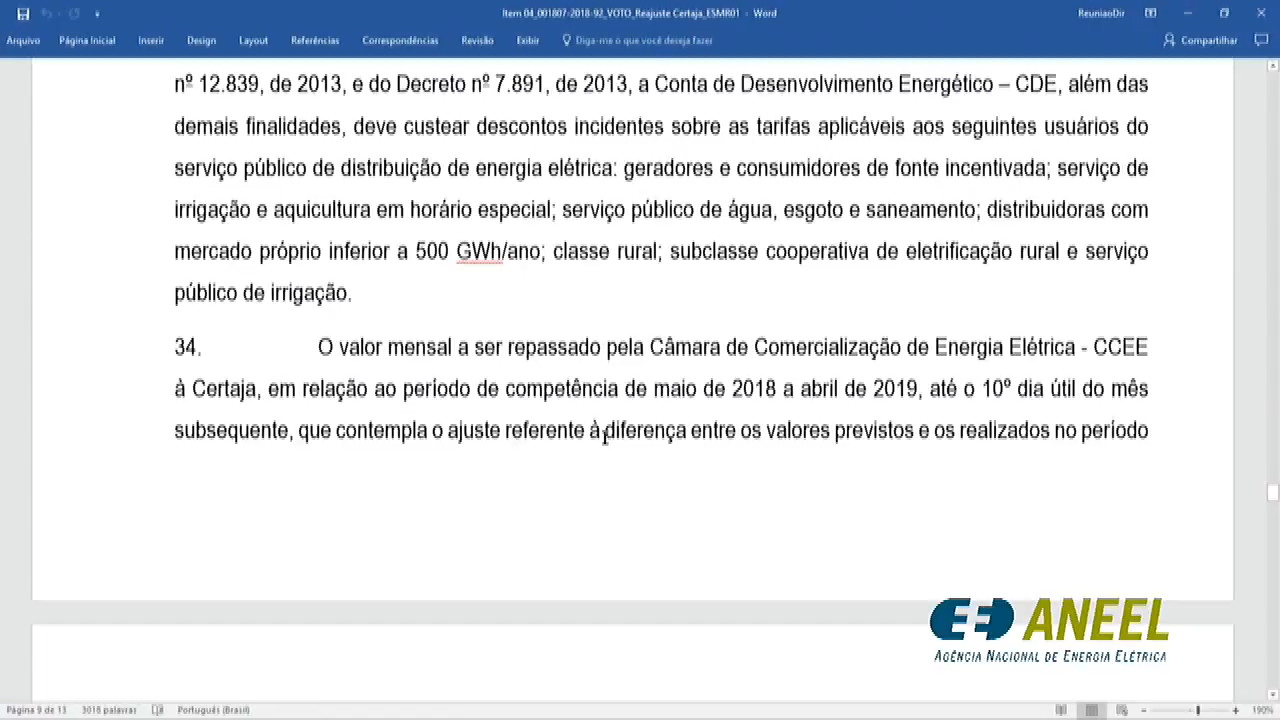 Item 04_001807-2018-92_VOTO_Reajuste Certaja_ESMR01 - Word
ReuniaoDir
Arquivo Página Inicial Inserir Design Layout Referências Correspondências Revisão Exibir Diga-me o que você deseja fazer Compartilhar
nº 12.839, de 2013, e do Decreto nº 7.891, de 2013, a Conta de Desenvolvimento Energético – CDE, além das
demais finalidades, deve custear descontos incidentes sobre as tarifas aplicáveis aos seguintes usuários do
serviço público de distribuição de energia elétrica: geradores e consumidores de fonte incentivada; serviço de
irrigação e aquicultura em horário especial; serviço público de água, esgoto e saneamento; distribuidoras com
mercado próprio inferior a 500 GWh/ano; classe rural; subclasse cooperativa de eletrificação rural e serviço
público de irrigação.
34. O valor mensal a ser repassado pela Câmara de Comercialização de Energia Elétrica - CCEE
à Certaja, em relação ao período de competência de maio de 2018 a abril de 2019, até o 10º dia útil do mês
subsequente, que contempla o ajuste referente à diferença entre os valores previstos e os realizados no período
ANEEL
AGÊNCIA NACIONAL DE ENERGIA ELÉTRICA
Página 9 de 13 3018 palavras Português (Brasil) 190%